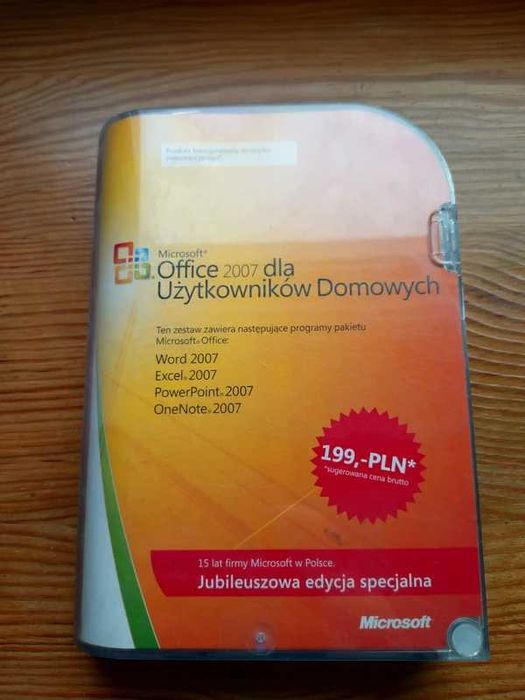 Microsoft®
Office 2007 dla
Użytkowników Domowych
Ten zestaw zawiera następujące programy pakietu
Microsoft® Office:
Word 2007
Excel® 2007
PowerPoint® 2007
OneNote® 2007
199,-PLN*
*sugerowana cena brutto
15 lat firmy Microsoft w Polsce.
Jubileuszowa edycja specjalna
Microsoft